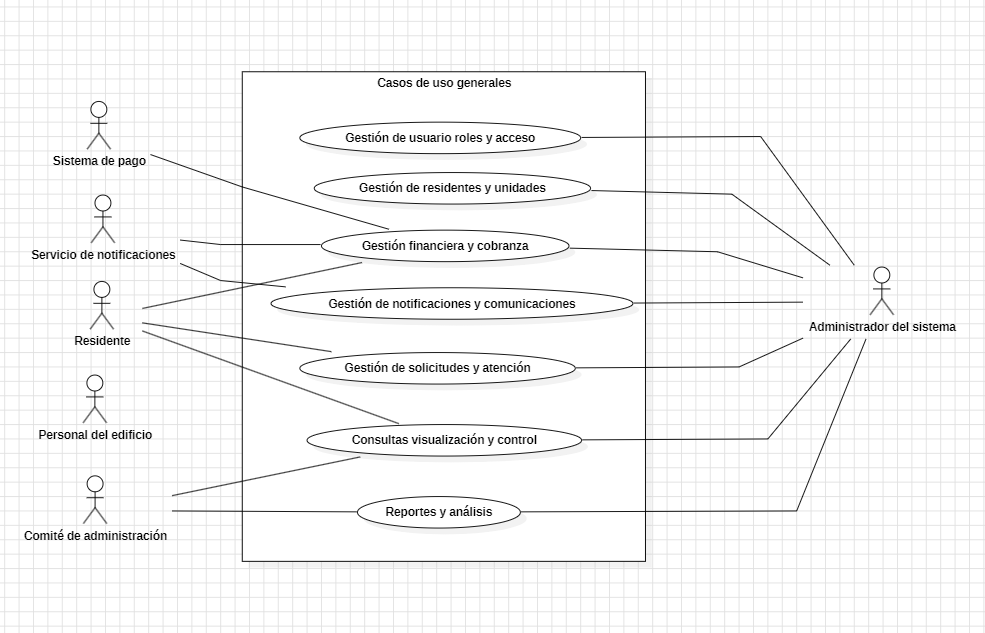 Casos de uso generales
Sistema de pago
Gestión de usuario roles y acceso
Gestión de residentes y unidades
Servicio de notificaciones
Gestión financiera y cobranza
Gestión de notificaciones y comunicaciones
Administrador del sistema
Residente
Gestión de solicitudes y atención
Personal del edificio
Consultas visualización y control
Reportes y análisis
Comité de administración